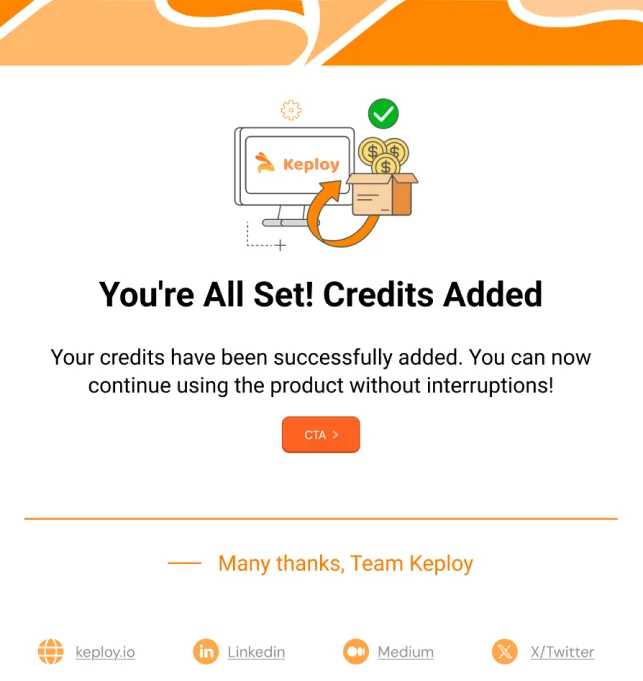 Keploy
You're All Set! Credits Added
Your credits have been successfully added. You can now
continue using the product without interruptions!
CTA >
Many thanks, Team Keploy
keploy.io
Linkedin
Medium
X/Twitter